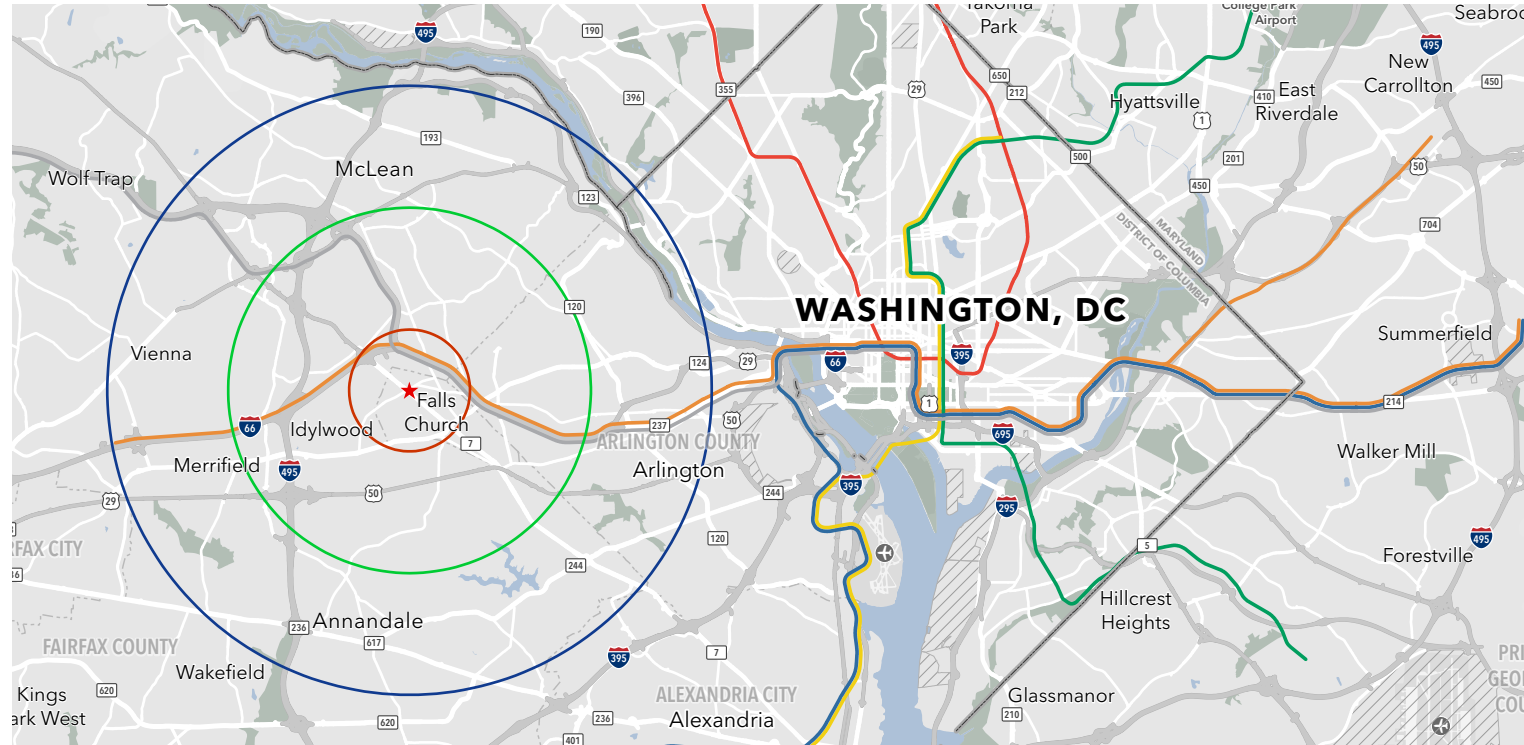 Takoma
Park
College Park
Airport
Seabroo
495
190
495
New
Carrollton
450
355
396
29
650
212
Hyattsville
410
East
Riverdale
1
193
McLean
Wolf Trap
123
500
201
50
450
704
MARYLAND
DISTRICT OF COLUMBIA
120
WASHINGTON, DC
Summerfield
Vienna
124
29
66
395
Falls
Church
1
214
Idylwood
66
237
50
ARLINGTON COUNTY
7
695
Merrifield
495
Arlington
Walker Mill
29
50
244
395
295
RFAX CITY
120
5
495
Forestville
36
244
Hillcrest
Heights
236
Annandale
617
FAIRFAX COUNTY
Wakefield
395
7
PRI
GEOR
COU
Kings
ark West
620
ALEXANDRIA CITY
Alexandria
Glassmanor
210
620
236
401